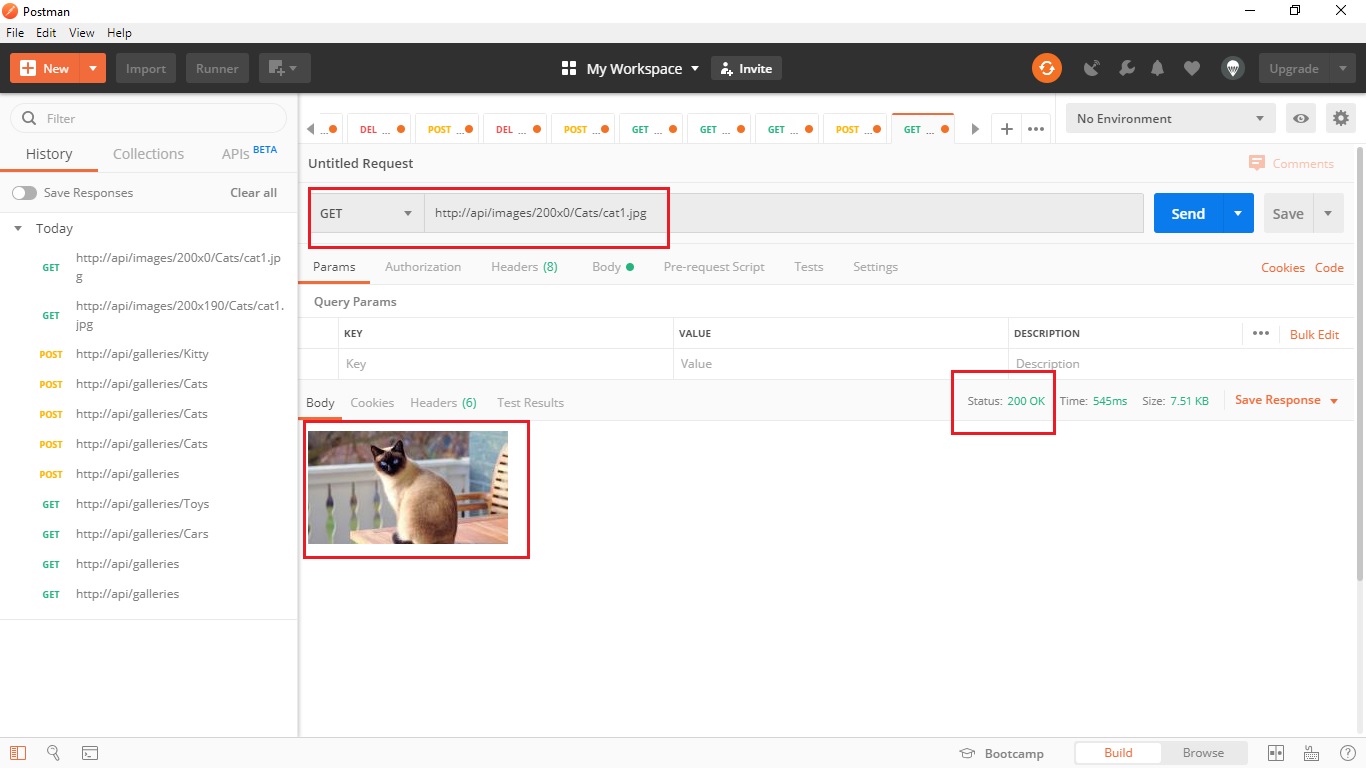 Postman
File Edit View Help
New Import Runner My Workspace Invite Upgrade
Filter
History Collections APIs BETA
Save Responses Clear all
Today
GET http://api/images/200x0/Cats/cat1.jp
g
GET http://api/images/200x190/Cats/cat1.
jpg
POST http://api/galleries/Kitty
POST http://api/galleries/Cats
POST http://api/galleries/Cats
POST http://api/galleries/Cats
POST http://api/galleries
GET http://api/galleries/Toys
GET http://api/galleries/Cars
GET http://api/galleries
GET http://api/galleries
... DEL ... POST ... DEL ... POST ... GET ... GET ... GET ... POST ... GET ... No Environment
Untitled Request Comments
GET http://api/images/200x0/Cats/cat1.jpg Send Save
Params Authorization Headers (8) Body Pre-request Script Tests Settings Cookies Code
Query Params
KEY VALUE DESCRIPTION Bulk Edit
Key Value Description
Body Cookies Headers (6) Test Results Status: 200 OK Time: 545ms Size: 7.51 KB Save Response
Bootcamp Build Browse